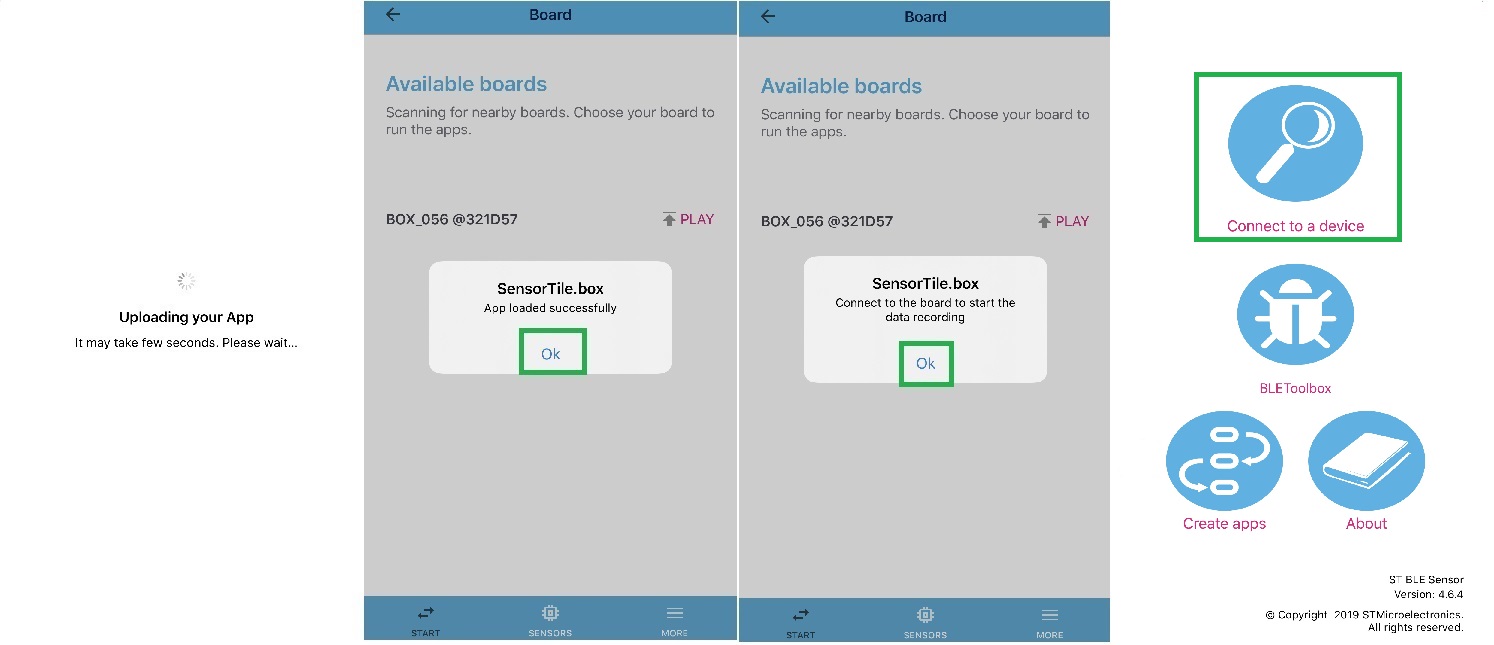 Uploading your App
It may take few seconds. Please wait...
Board
Available boards
Scanning for nearby boards. Choose your board to
run the apps.
BOX_056 @321D57
PLAY
SensorTile.box
App loaded successfully
Ok
START
SENSORS
MORE
Board
Available boards
Scanning for nearby boards. Choose your board to
run the apps.
BOX_056 @321D57
PLAY
SensorTile.box
Connect to the board to start the
data recording
Ok
START
SENSORS
MORE
Connect to a device
BLEToolbox
Create apps
About
ST BLE Sensor
Version: 4.6.4
© Copyright 2019 STMicroelectronics.
All rights reserved.